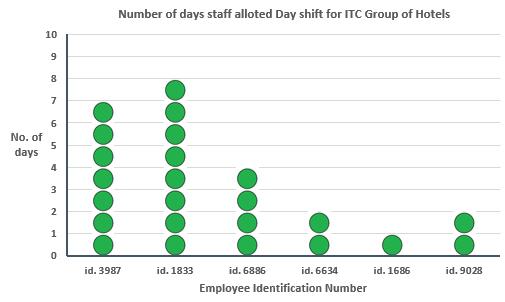 Number of days staff alloted Day shift for ITC Group of Hotels
10
9
8
7
6
5
4
3
2
1
0
No. of
days
id. 3987 id. 1833 id. 6886 id. 6634 id. 1686 id. 9028
Employee Identification Number